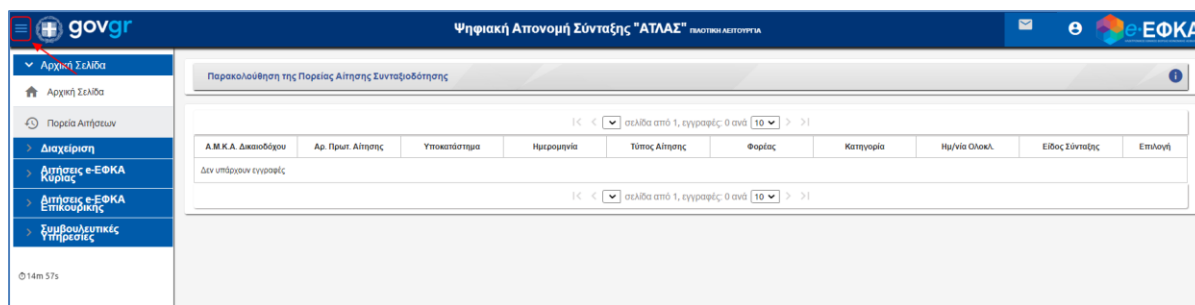 govgr
Ψηφιακή Απονομή Σύνταξης "ΑΤΛΑΣ" ΠΙΛΟΤΙΚΗ ΛΕΙΤΟΥΡΓΙΑ
e-ΕΦΚΑ
Αρχική Σελίδα
Αρχική Σελίδα
Πορεία Αιτήσεων
Διαχείριση
Αιτήσεις e-ΕΦΚΑ
Κύριας
Αιτήσεις e-ΕΦΚΑ
Επικουρικής
Συμβουλευτικές
Υπηρεσίες
14m 57s
Παρακολούθηση της Πορείας Αίτησης Συνταξιοδότησης
σελίδα από 1, εγγραφές: 0 ανά 10
Α.Μ.Κ.Α. Δικαιοδόχου Αρ. Πρωτ. Αίτησης Υποκατάστημα Ημερομηνία Τύπος Αίτησης Φορέας Κατηγορία Ημ/νία Ολοκλ. Είδος Σύνταξης Επιλογή
Δεν υπάρχουν εγγραφές
σελίδα από 1, εγγραφές: 0 ανά 10